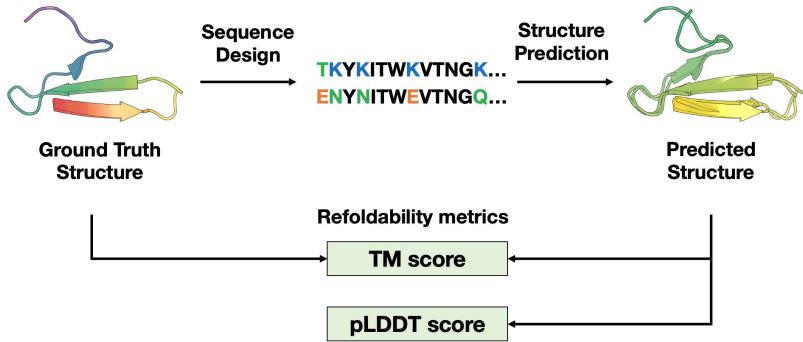 Sequence
Design
Structure
Prediction
TKYKITWKVTNGK...
ENYNITWEVTNGQ...
Ground Truth
Structure
Predicted
Structure
Refoldability metrics
TM score
pLDDT score